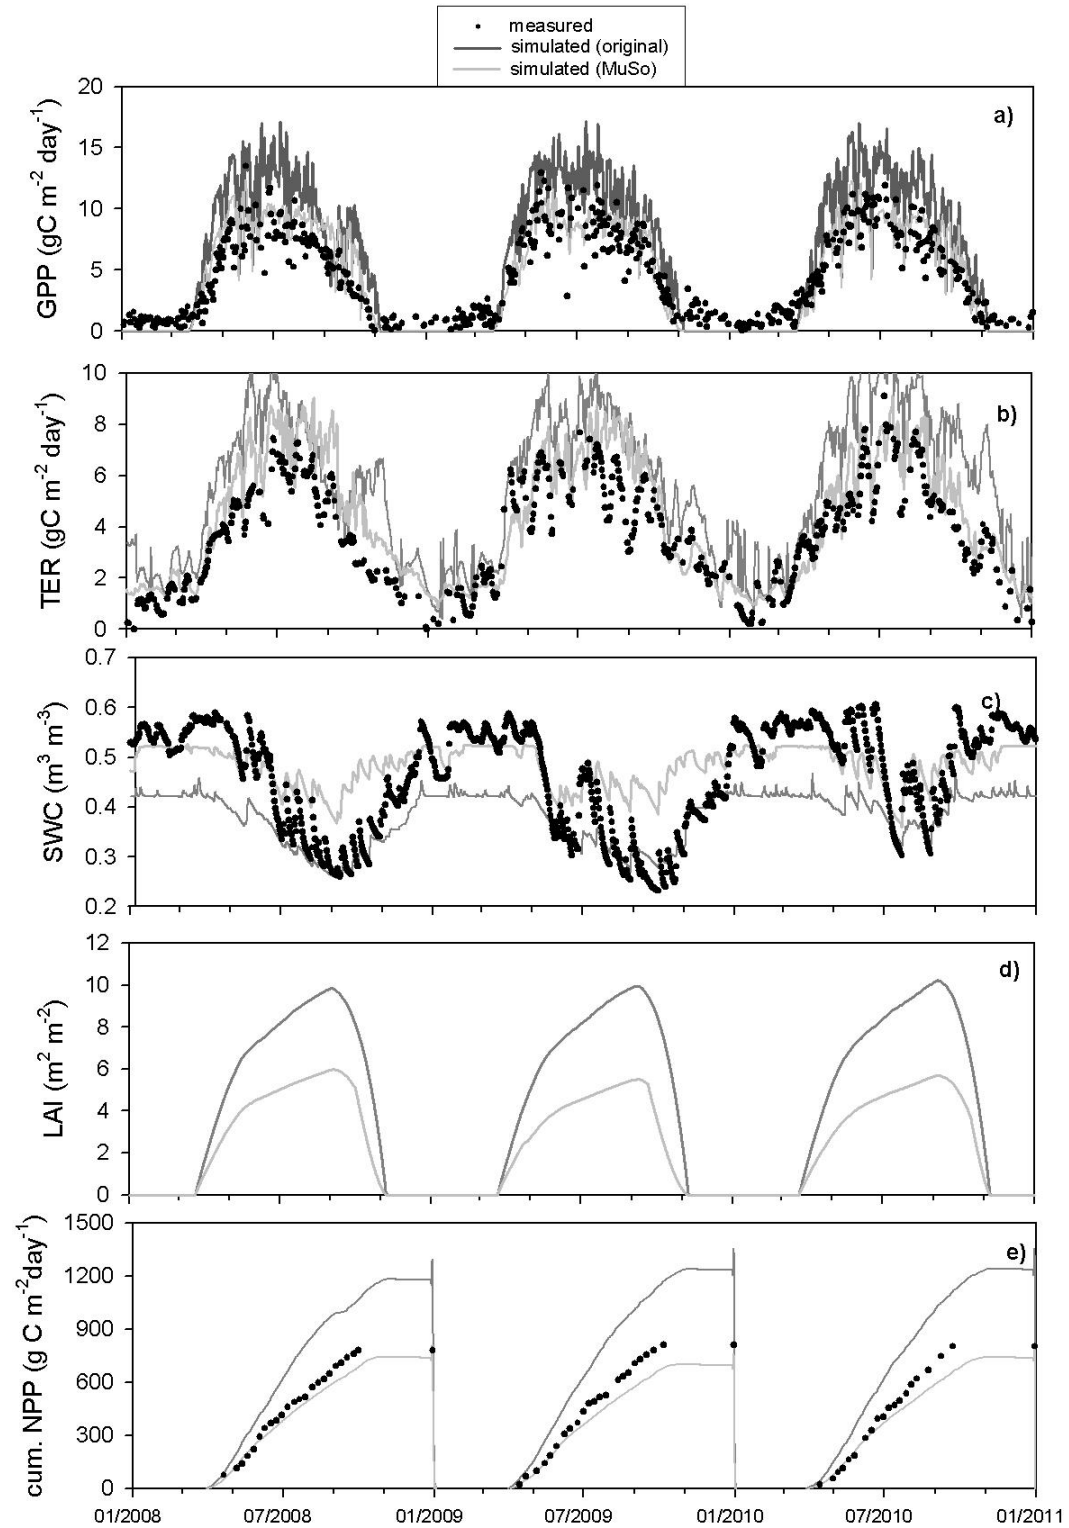 measured
simulated (original)
simulated (MuSo)
a)
GPP (gC m-2 day-1)
20
15
10
5
0
b)
TER (gC m-2 day-1)
10
8
6
4
2
0
c)
SWC (m3 m-3)
0.7
0.6
0.5
0.4
0.3
0.2
d)
LAI (m2 m-2)
12
10
8
6
4
2
0
e)
cum. NPP (g C m-2day-1)
1500
1200
900
600
300
0
01/2008 07/2008 01/2009 07/2009 01/2010 07/2010 01/2011